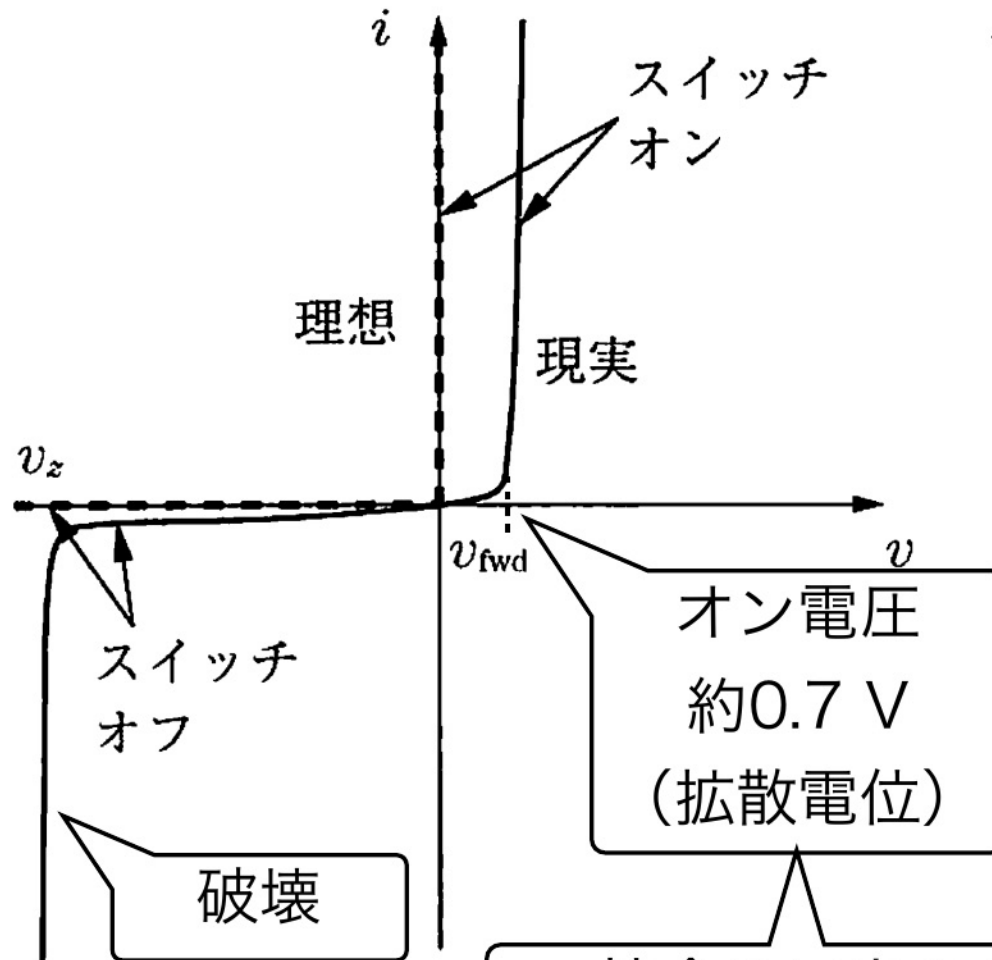 i
スイッチ
オン
理想
現実
v_z
v_fwd
v
スイッチ
オフ
オン電圧
約0.7 V
（拡散電位）
破壊